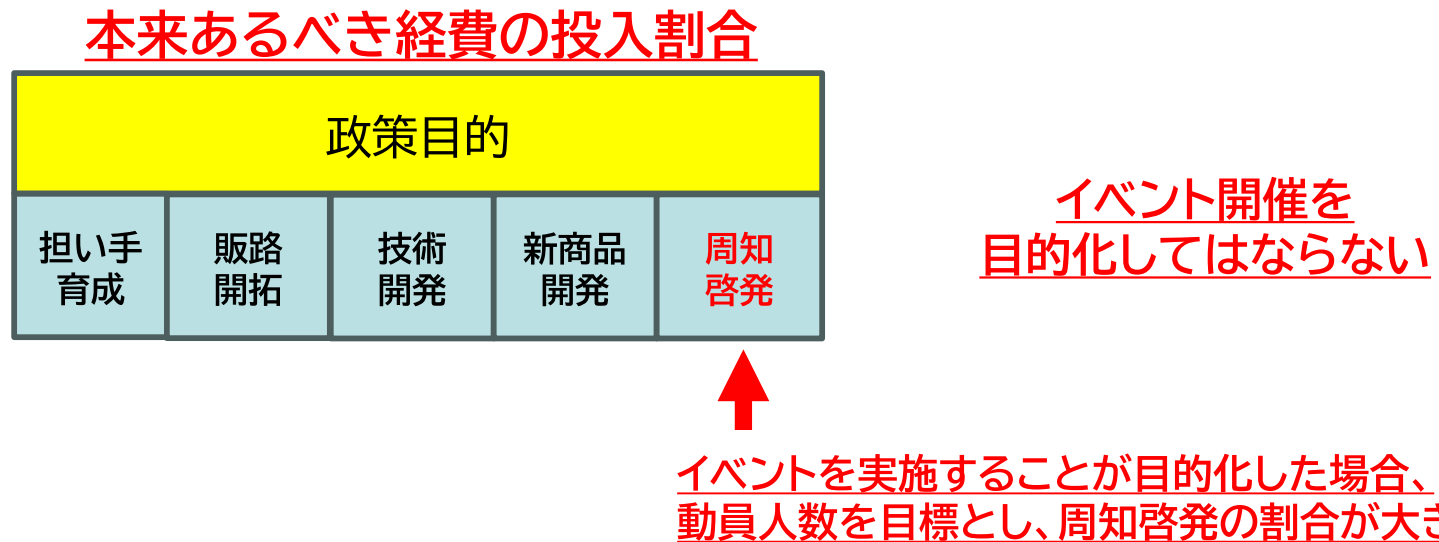 本来あるべき経費の投入割合
政策目的
担い手
育成
販路
開拓
技術
開発
新商品
開発
周知
啓発
イベント開催を
目的化してはならない
イベントを実施することが目的化した場合、
動員人数を目標とし、周知啓発の割合が大き